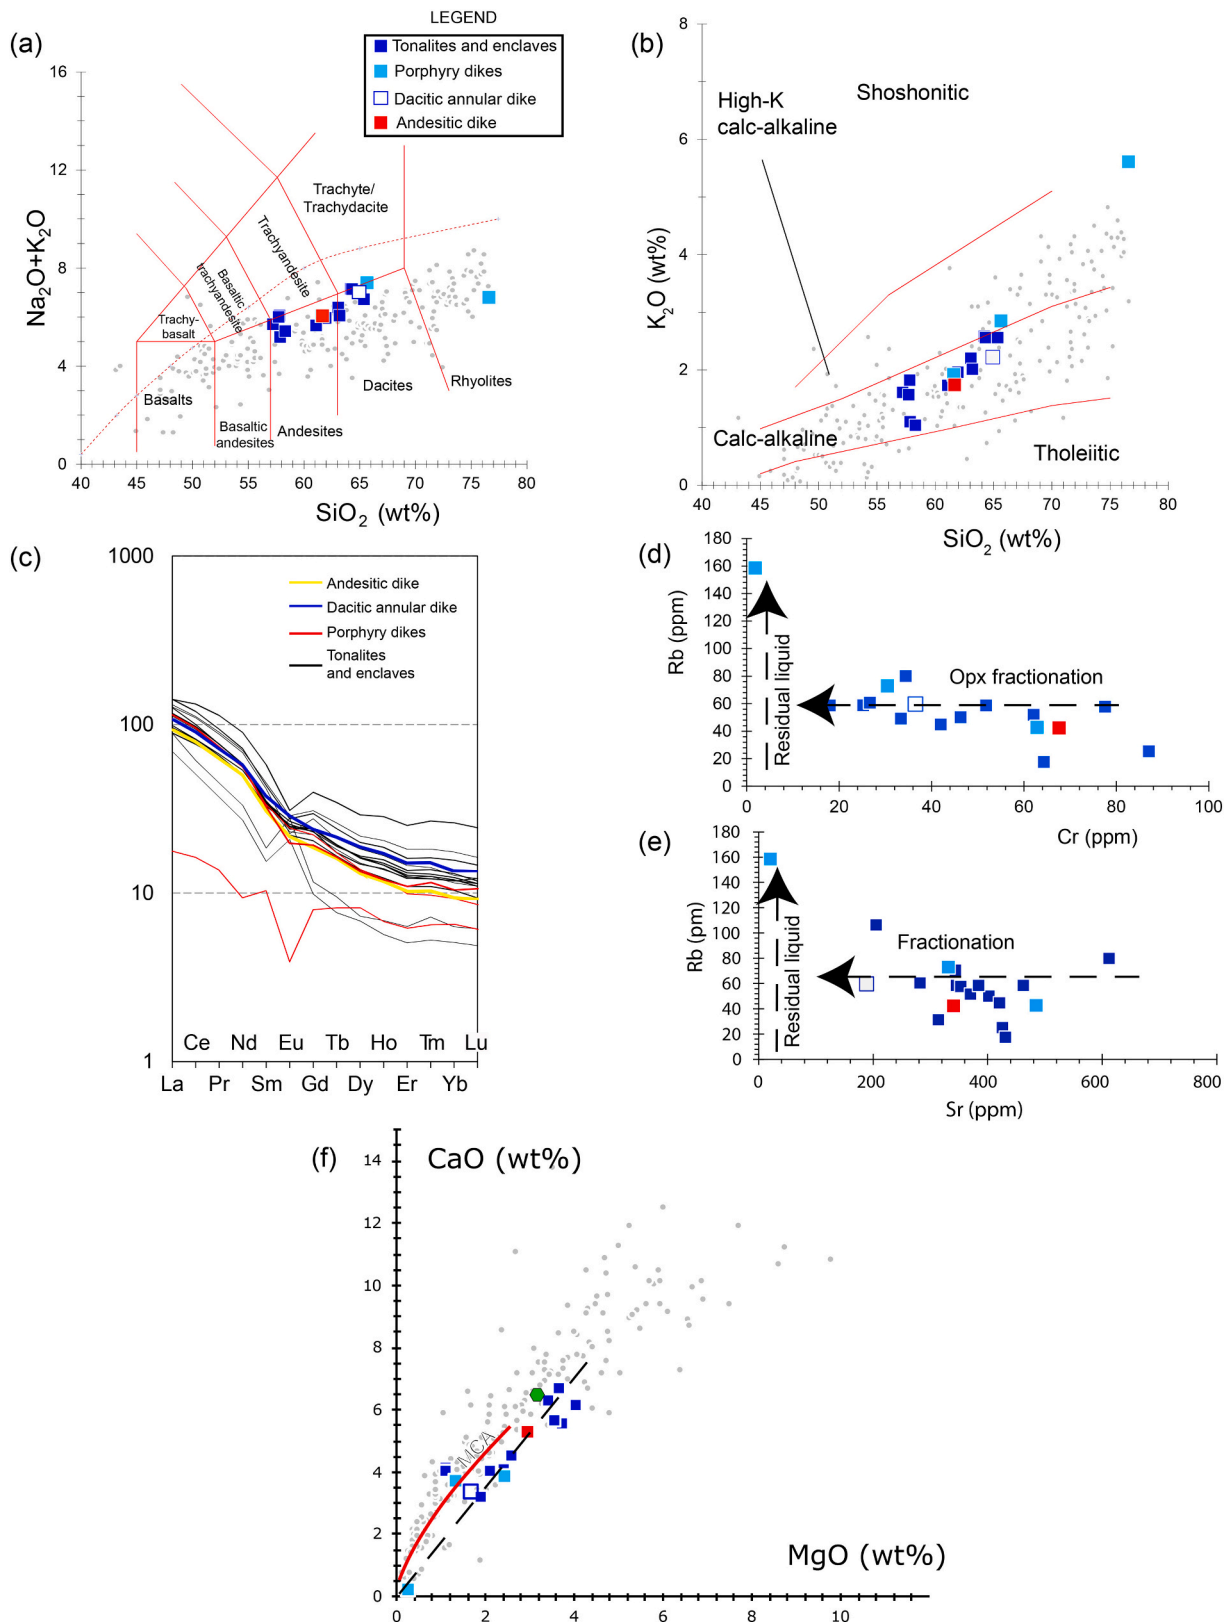 LEGEND
Tonalites and enclaves
Porphyry dikes
Dacitic annular dike
Andesitic dike
(a)
16
12
8
4
0
Na₂O+K₂O
Trachyte/
Trachydacite
Trachyandesite
Basaltic
trachyandesite
Trachy-
basalt
Basalts
Basaltic
andesites
Andesites
Dacites
Rhyolites
40 45 50 55 60 65 70 75 80
SiO₂ (wt%)
(b)
8
6
4
2
0
K₂O (wt%)
Shoshonitic
High-K
calc-alkaline
Calc-alkaline
Tholeiitic
40 45 50 55 60 65 70 75 80
SiO₂ (wt%)
(c)
1000
100
10
1
Andesitic dike
Dacitic annular dike
Porphyry dikes
Tonalites
and enclaves
Ce Nd Eu Tb Ho Tm Lu
La Pr Sm Gd Dy Er Yb
(d)
180
160
140
120
100
80
60
40
20
0
Rb (ppm)
Residual liquid
Opx fractionation
0 20 40 60 80 100
Cr (ppm)
(e)
180
160
140
120
100
80
60
40
20
0
Rb (pm)
Residual liquid
Fractionation
0 200 400 600 800
Sr (ppm)
(f)
CaO (wt%)
14
12
10
8
6
4
2
0
MCA
MgO (wt%)
0 2 4 6 8 10